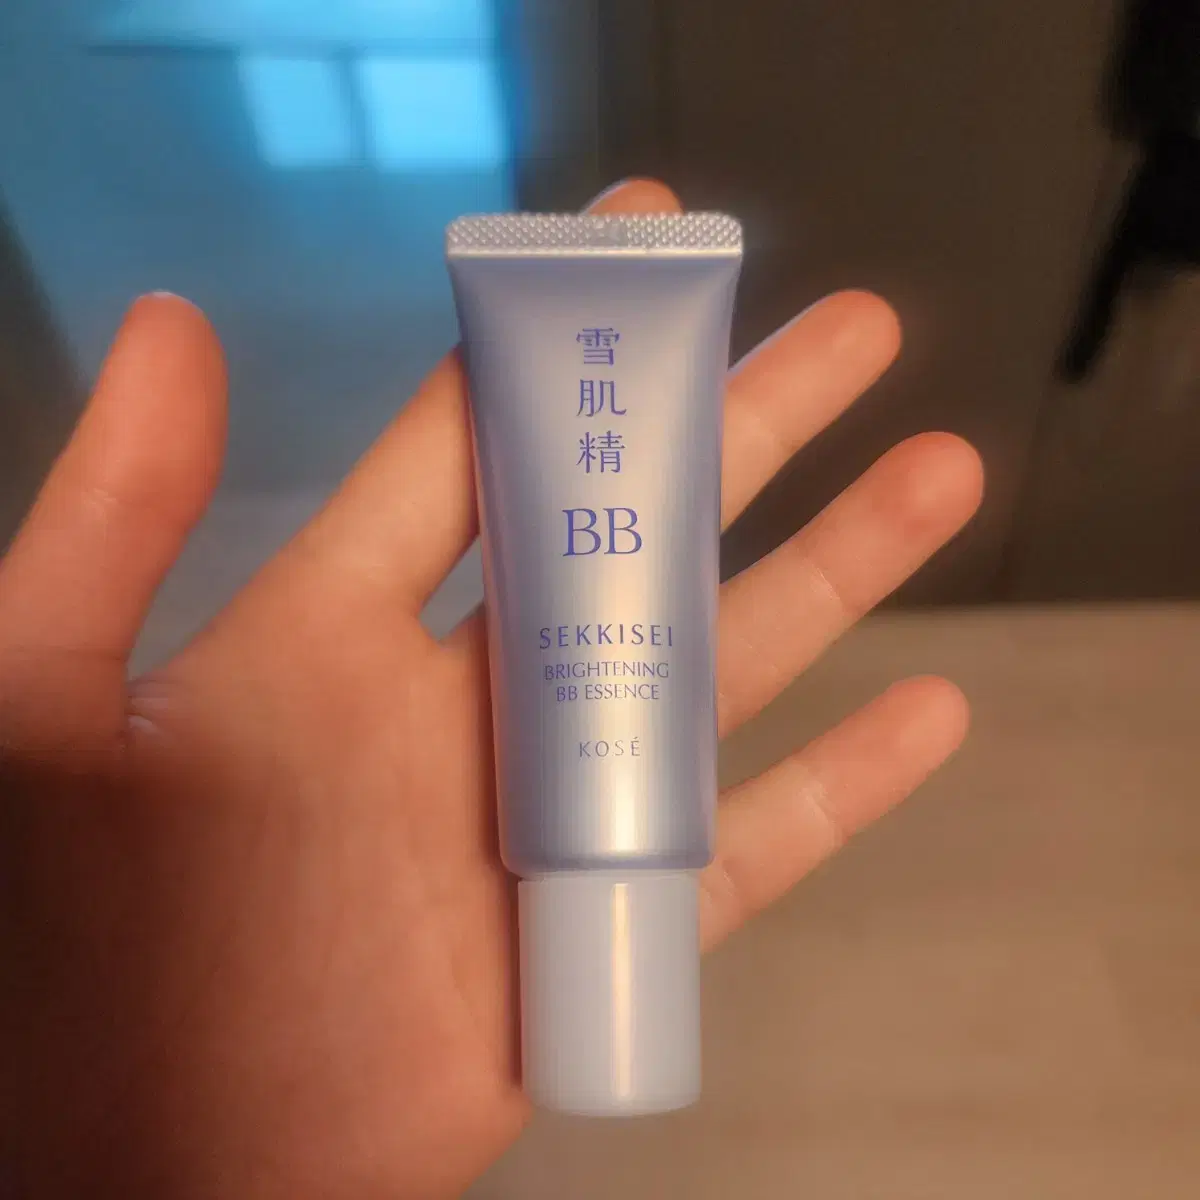 雪肌精
BB
SEKKISEI
BRIGHTENING
BB ESSENCE
KOSÉ